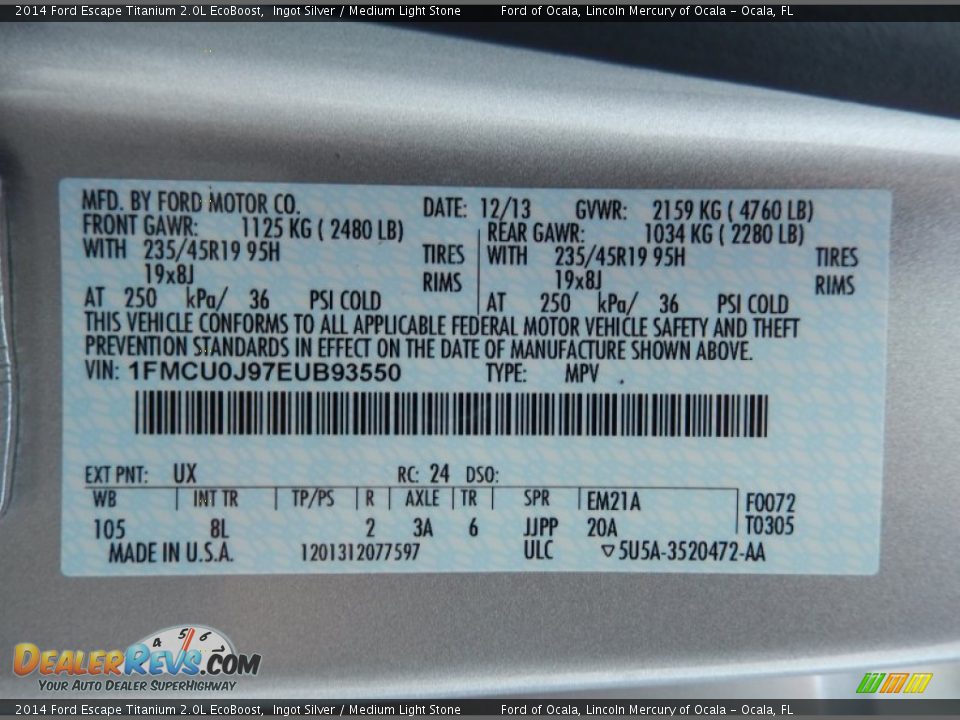 2014 Ford Escape Titanium 2.0L EcoBoost, Ingot Silver / Medium Light Stone Ford of Ocala, Lincoln Mercury of Ocala - Ocala, FL
MFD. BY FORD MOTOR CO. DATE: 12/13 GVWR: 2159 KG ( 4760 LB)
FRONT GAWR: 1125 KG ( 2480 LB) REAR GAWR: 1034 KG ( 2280 LB)
WITH 235/45R19 95H TIRES WITH 235/45R19 95H TIRES
19x8J RIMS 19x8J RIMS
AT 250 kPa/ 36 PSI COLD AT 250 kPa/ 36 PSI COLD
THIS VEHICLE CONFORMS TO ALL APPLICABLE FEDERAL MOTOR VEHICLE SAFETY AND THEFT
PREVENTION STANDARDS IN EFFECT ON THE DATE OF MANUFACTURE SHOWN ABOVE.
VIN: 1FMCU0J97EUB93550 TYPE: MPV
EXT PNT: UX RC: 24 DSO:
WB INT TR TP/PS R AXLE TR SPR EM21A F0072
105 8L 2 3A 6 JJPP 20A T0305
MADE IN U.S.A. 1201312077597 ULC ▽5U5A-3520472-AA
4 5 6
DEALERREVS.COM
YOUR AUTO DEALER SUPERHIGHWAY
2014 Ford Escape Titanium 2.0L EcoBoost, Ingot Silver / Medium Light Stone Ford of Ocala, Lincoln Mercury of Ocala - Ocala, FL